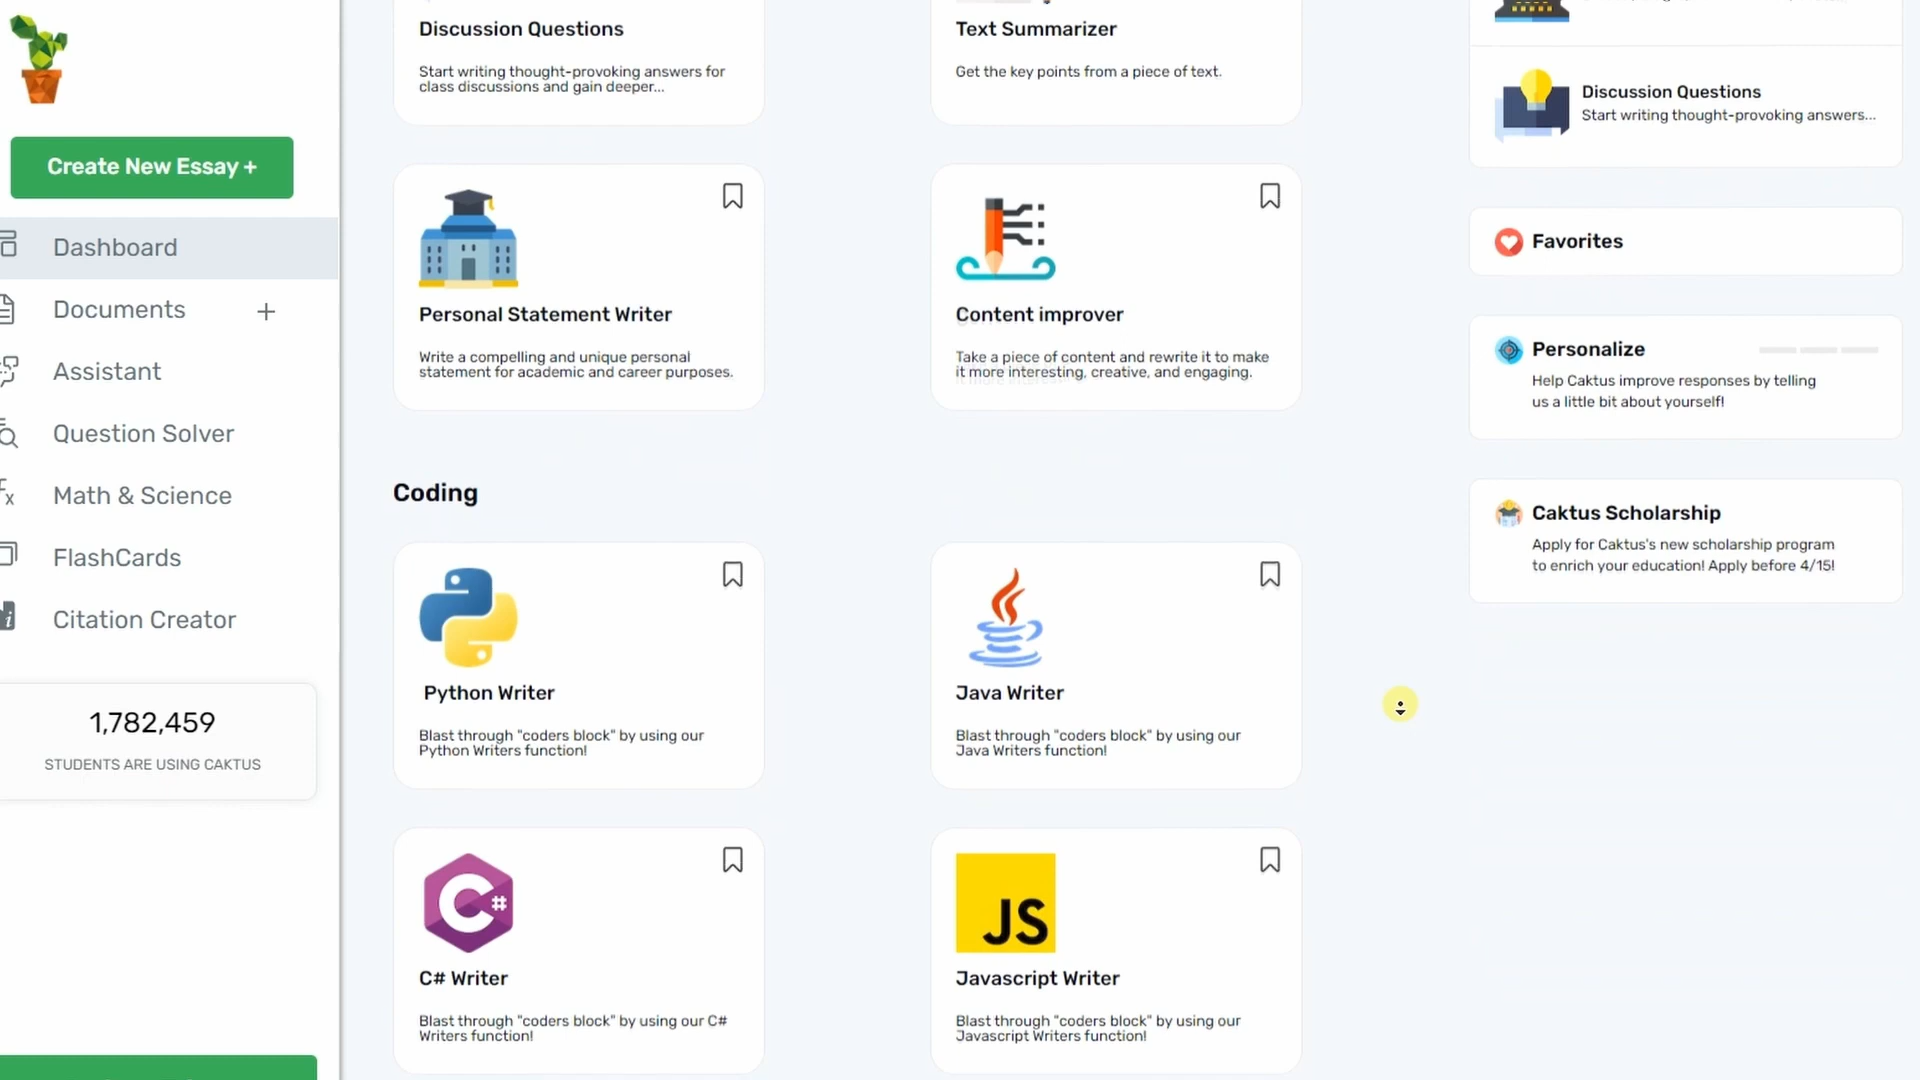 Create New Essay +
Dashboard
Documents +
Assistant
Question Solver
Math & Science
FlashCards
Citation Creator
1,782,459
STUDENTS ARE USING CAKTUS
Discussion Questions
Start writing thought-provoking answers for
class discussions and gain deeper...
Text Summarizer
Get the key points from a piece of text.
Personal Statement Writer
Write a compelling and unique personal
statement for academic and career purposes.
Content improver
Take a piece of content and rewrite it to make
it more interesting, creative, and engaging.
Coding
Python Writer
Blast through "coders block" by using our
Python Writers function!
Java Writer
Blast through "coders block" by using our
Java Writers function!
C# Writer
Blast through "coders block" by using our C#
Writers function!
JS
Javascript Writer
Blast through "coders block" by using our
Javascript Writers function!
Discussion Questions
Start writing thought-provoking answers...
Favorites
Personalize
Help Caktus improve responses by telling
us a little bit about yourself!
Caktus Scholarship
Apply for Caktus's new scholarship program
to enrich your education! Apply before 4/15!